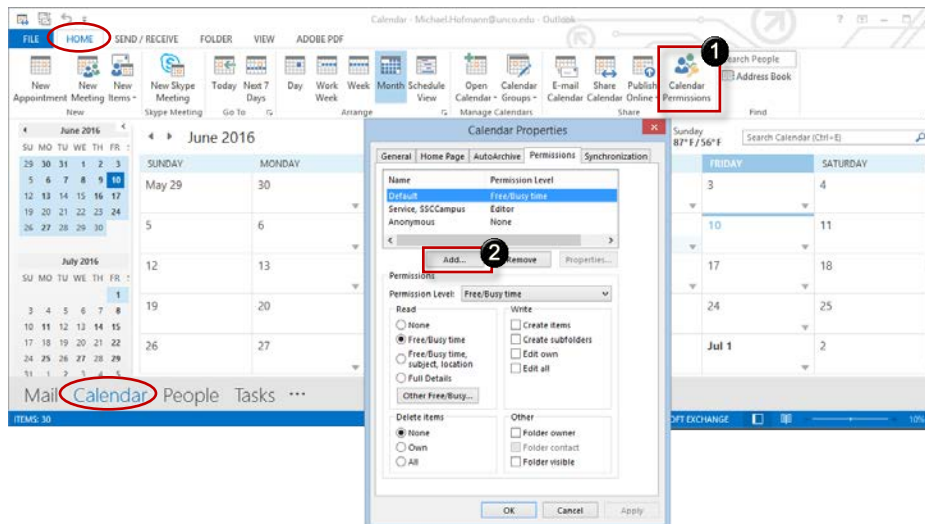 Calendar - Michael.Hofmann@unco.edu - Outlook
FILE HOME SEND / RECEIVE FOLDER VIEW ADOBE PDF
1
New Appointment
New Meeting
New Items
New Skype Meeting
Today
Next 7 Days
Day
Work Week
Week
Month
Schedule View
Open Calendar
Calendar Groups
E-mail Calendar
Share Calendar
Publish Online
Calendar Permissions
Search People
Address Book
New
Skype Meeting
Go To
Arrange
Manage Calendars
Share
Find
June 2016
SU MO TU WE TH FR
29 30 31 1 2 3
5 6 7 8 9 10
12 13 14 15 16 17
19 20 21 22 23 24
26 27 28 29 30
July 2016
SU MO TU WE TH FR
1
3 4 5 6 7 8
10 11 12 13 14 15
17 18 19 20 21 22
24 25 26 27 28 29
31 1 2 3 4 5
June 2016
Sunday
87°F/56°F
Search Calendar (Ctrl+E)
SUNDAY MONDAY FRIDAY SATURDAY
May 29 30 3 4
5 6 10 11
12 13 17 18
19 20 24 25
26 27 Jul 1 2
Calendar Properties
General Home Page AutoArchive Permissions Synchronization
Name Permission Level
Default Free/Busy time
Service, SSCCampus Editor
Anonymous None
Add... 2 Remove Properties...
Permissions
Permission Level: Free/Busy time
Read
None
Free/Busy time
Free/Busy time, subject, location
Full Details
Other Free/Busy...
Write
Create items
Create subfolders
Edit own
Edit all
Delete items
None
Own
All
Other
Folder owner
Folder contact
Folder visible
OK Cancel Apply
Mail Calendar People Tasks ...
ITEMS: 30
OFT EXCHANGE
10%